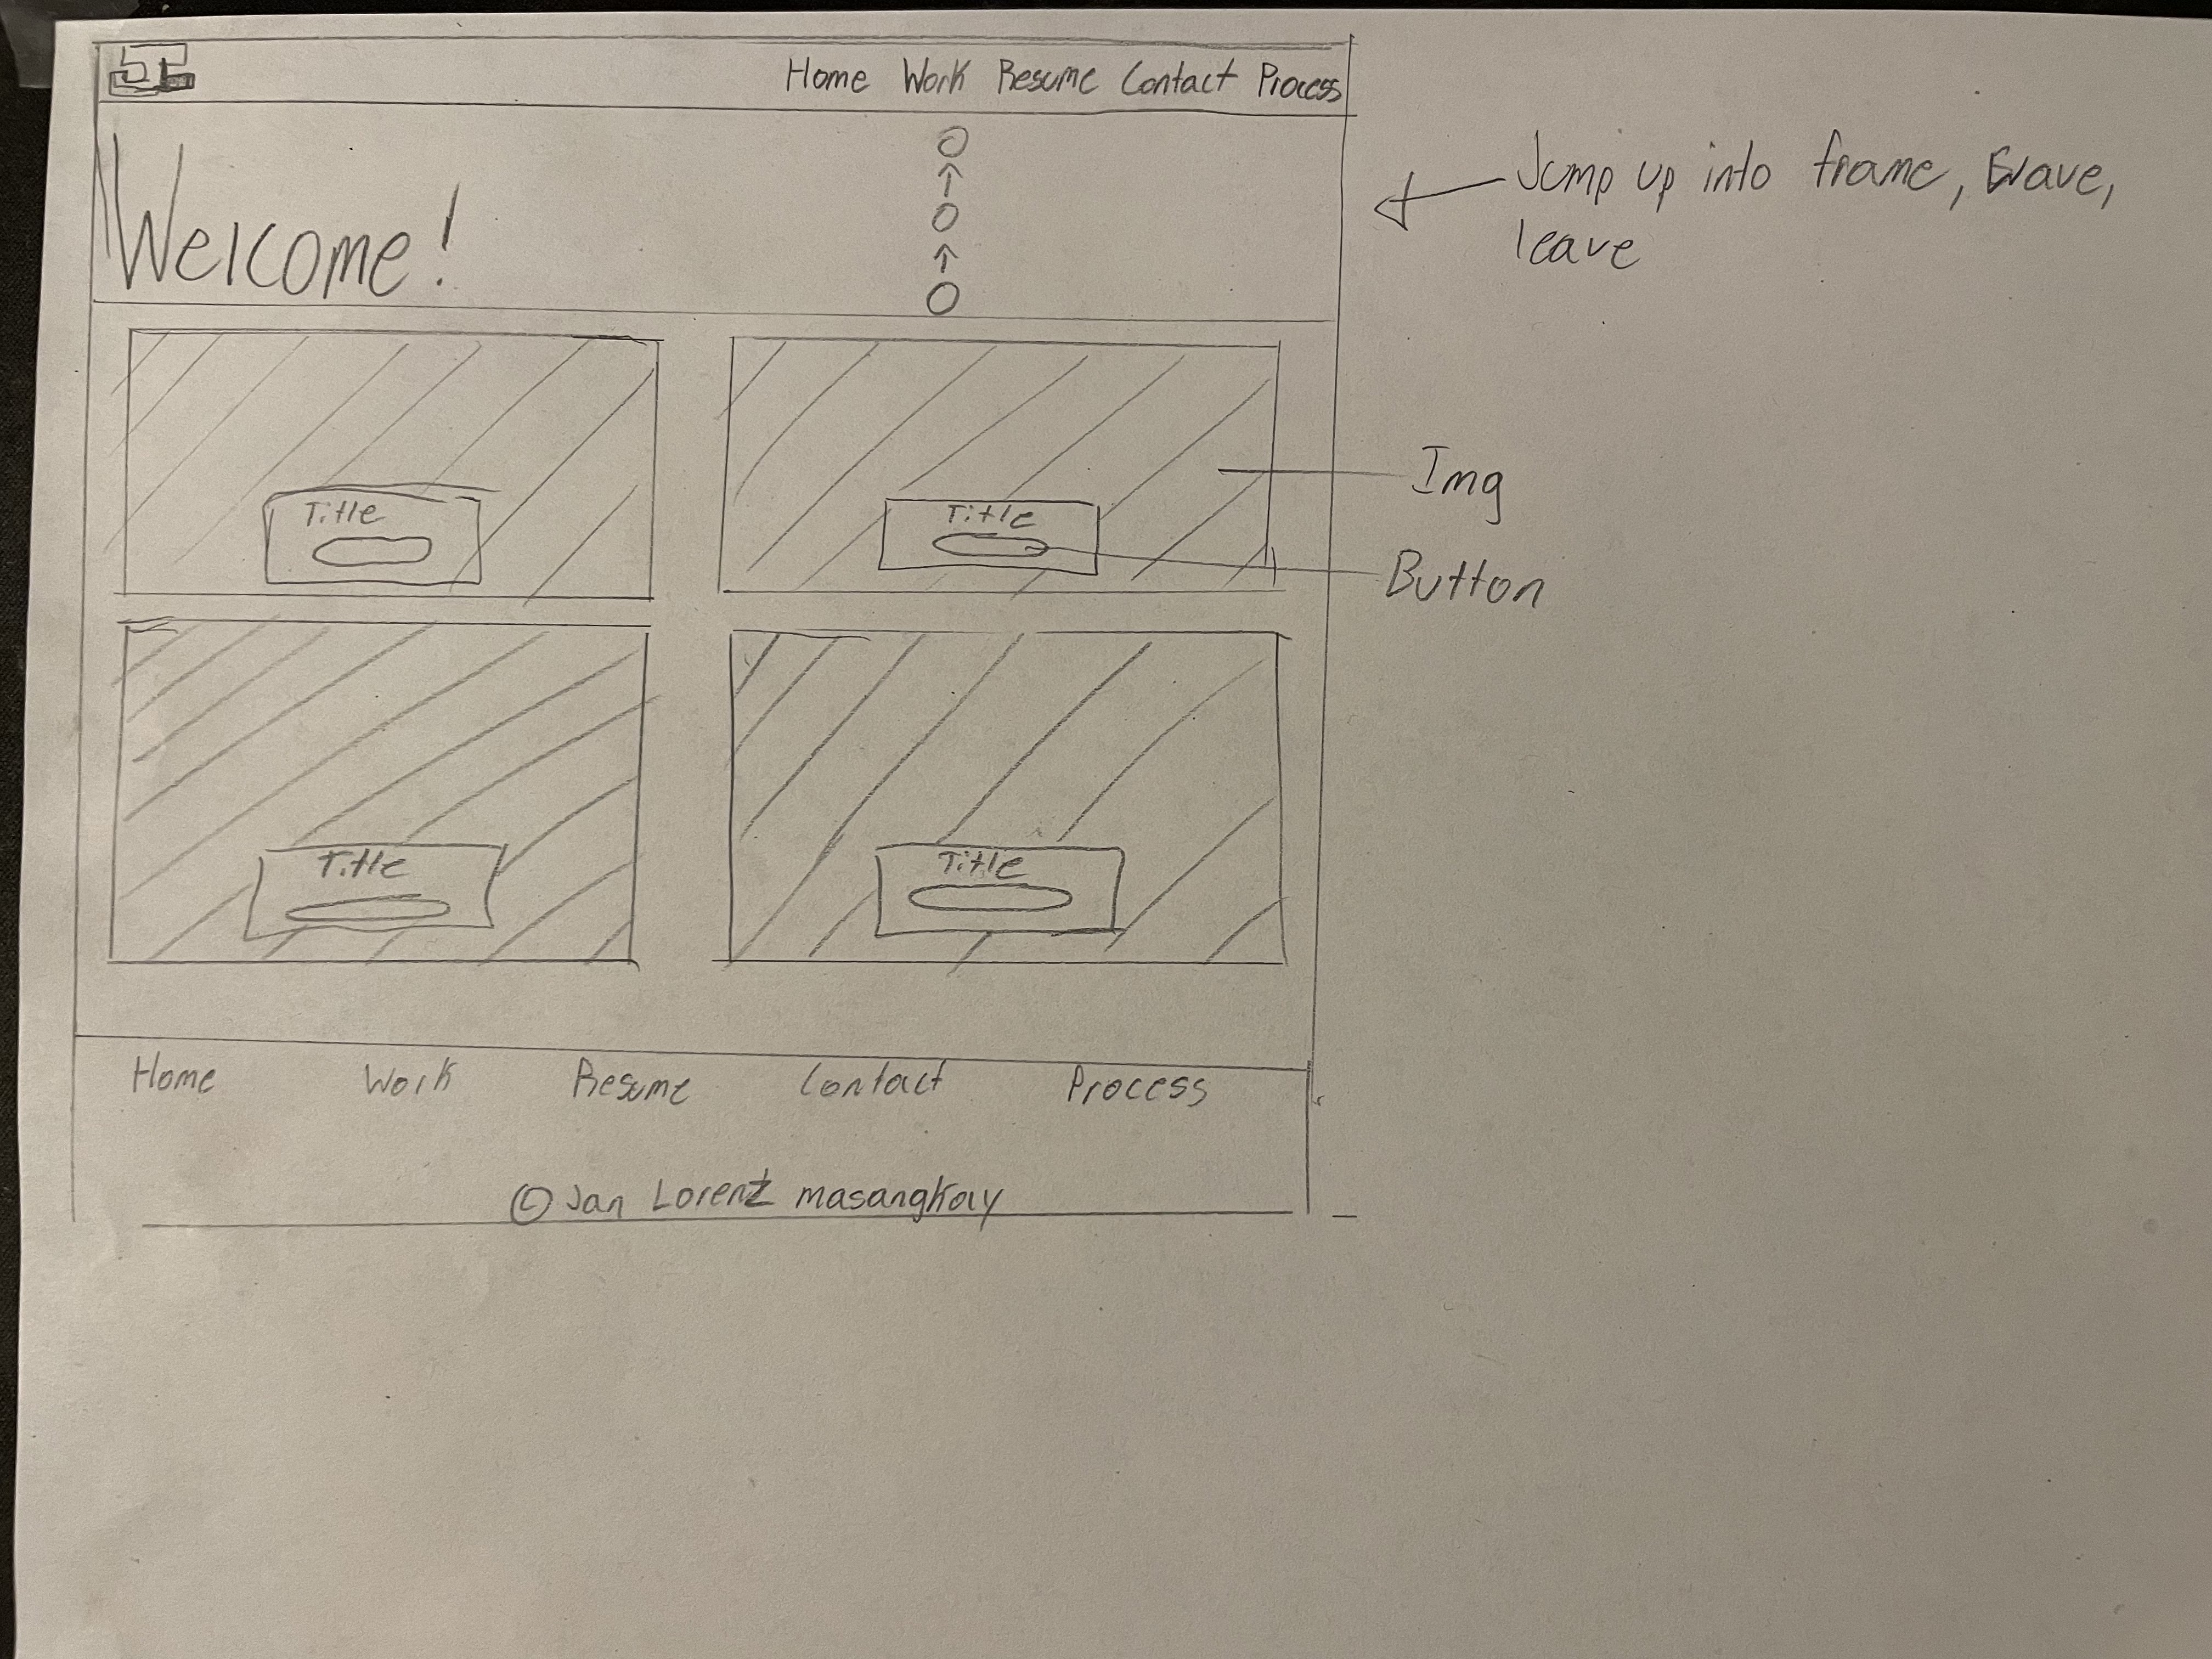 Home Work Resume Contact Process
Welcome!
Jump up into frame, wave,
leave
Title
Title
Img
Button
Title
Title
Home Work Resume Contact Process
© Jan Lorenz masangkay